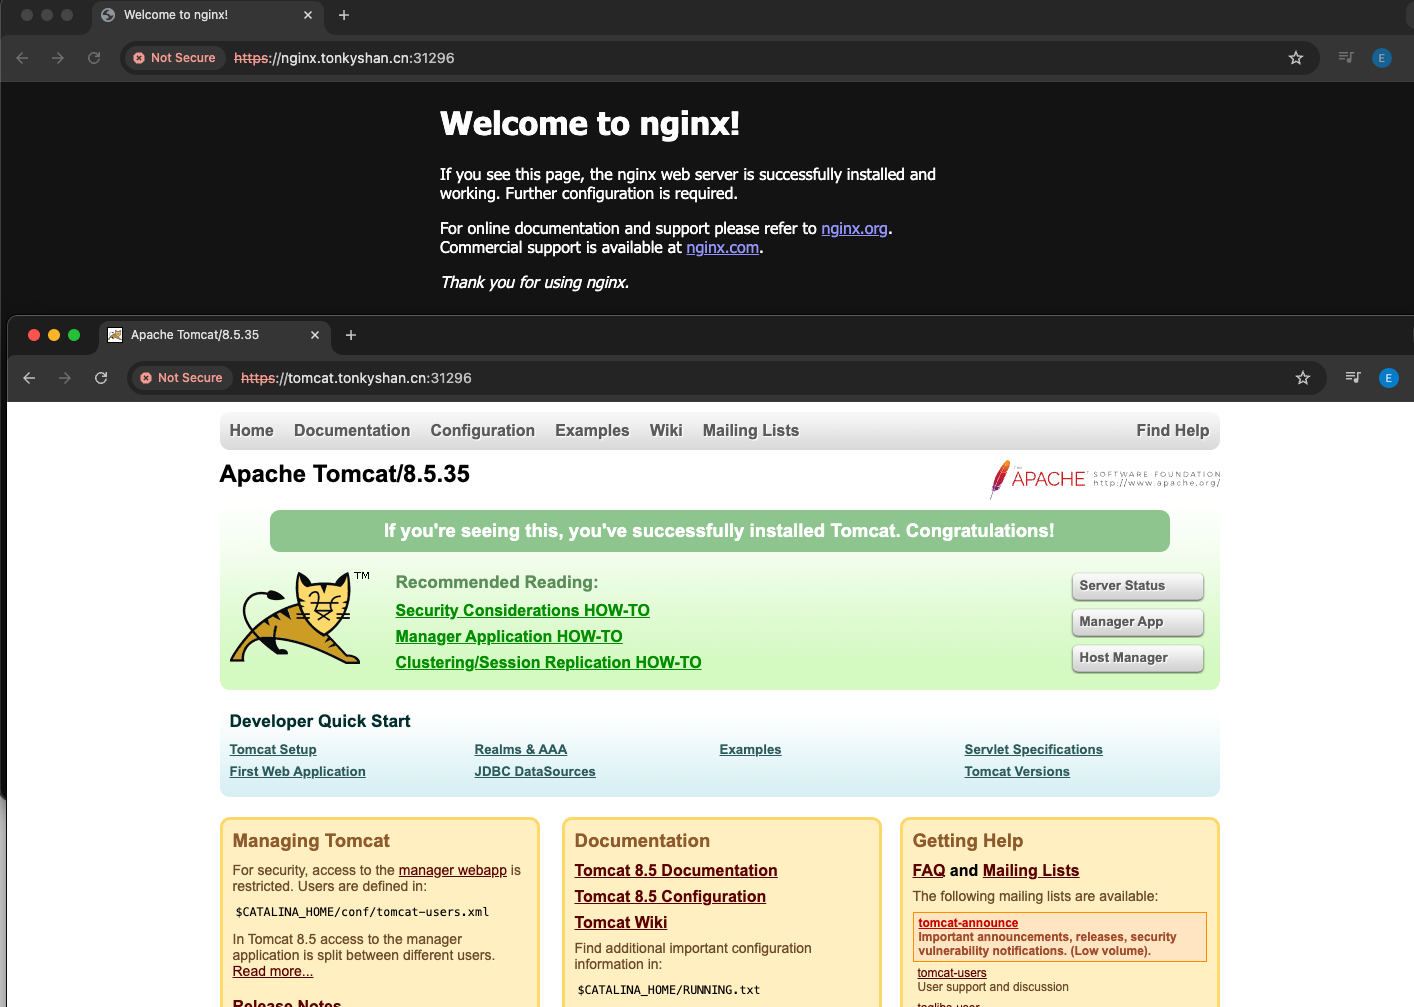 Welcome to nginx!
Not Secure https://nginx.tonkyshan.cn:31296
E
Welcome to nginx!
If you see this page, the nginx web server is successfully installed and
working. Further configuration is required.
For online documentation and support please refer to nginx.org.
Commercial support is available at nginx.com.
Thank you for using nginx.
Apache Tomcat/8.5.35
Not Secure https://tomcat.tonkyshan.cn:31296
E
Home Documentation Configuration Examples Wiki Mailing Lists Find Help
Apache Tomcat/8.5.35
THE APACHE SOFTWARE FOUNDATION
http://www.apache.org/
If you're seeing this, you've successfully installed Tomcat. Congratulations!
TM
Recommended Reading:
Security Considerations HOW-TO
Manager Application HOW-TO
Clustering/Session Replication HOW-TO
Server Status
Manager App
Host Manager
Developer Quick Start
Tomcat Setup
First Web Application
Realms & AAA
JDBC DataSources
Examples
Servlet Specifications
Tomcat Versions
Managing Tomcat
For security, access to the manager webapp is
restricted. Users are defined in:
$CATALINA_HOME/conf/tomcat-users.xml
In Tomcat 8.5 access to the manager
application is split between different users.
Read more...
Release Notes
Documentation
Tomcat 8.5 Documentation
Tomcat 8.5 Configuration
Tomcat Wiki
Find additional important configuration
information in:
$CATALINA_HOME/RUNNING.txt
Getting Help
FAQ and Mailing Lists
The following mailing lists are available:
tomcat-announce
Important announcements, releases, security
vulnerability notifications. (Low volume).
tomcat-users
User support and discussion
taglibs-user